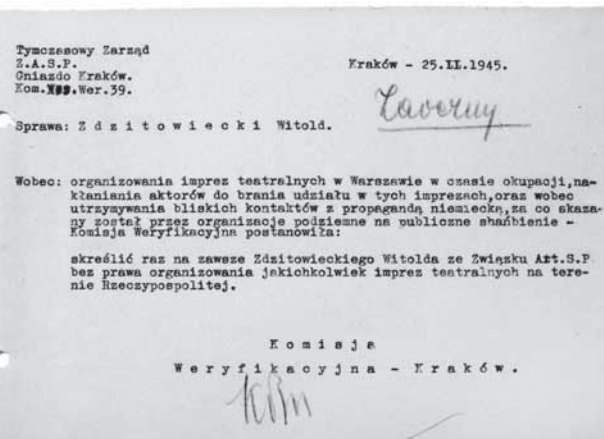 Tymczasowy Zarząd
Z.A.S.P. Kraków - 25.II.1945.
Gniazdo Kraków.
Kom. Wer.39.
Zaoczny
Sprawa: Z d z i t o w i e c k i Witold.
Wobec: organizowania imprez teatralnych w Warszawie w czasie okupacji,na-
kłaniania aktorów do brania udziału w tych imprezach,oraz wobec
utrzymywania bliskich kontaktów z propagandą niemiecką,za co skaza-
ny został przez organizacje podziemne na publiczne shańbienie -
Komisja Weryfikacyjna postanowiła:
skreślić raz na zawsze Zdzitowieckiego Witolda ze Związku Art.S.P
bez prawa organizowania jakichkolwiek imprez teatralnych na tere-
nie Rzeczypospolitej.
K o m i s j a
W e r y f i k a c y j n a - K r a k ó w .